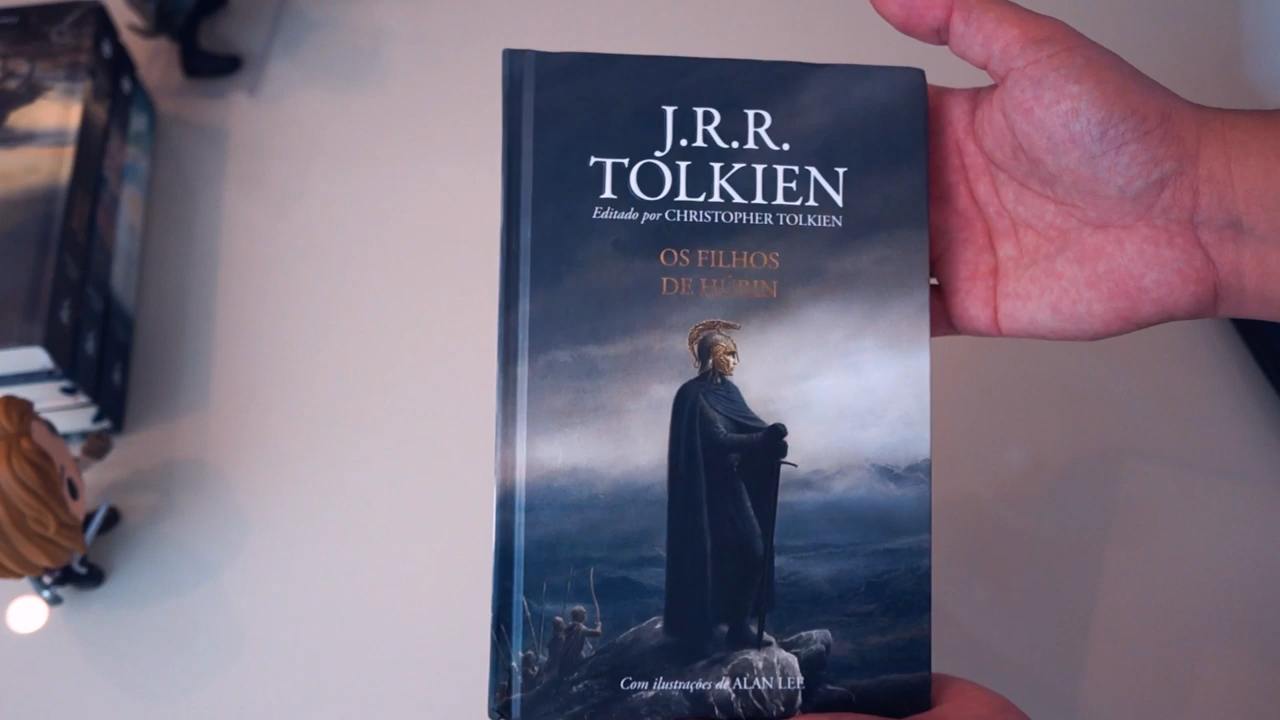 J.R.R.
TOLKIEN
Editado por CHRISTOPHER TOLKIEN
OS FILHOS
DE HÚRIN
Com ilustrações de ALAN LEE